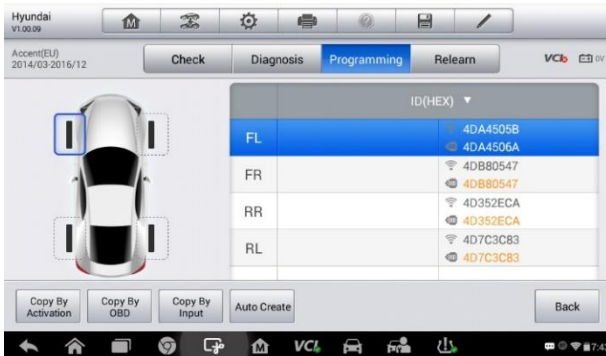 Hyundai
V1.00.09
M
?
Accent(EU)
2014/03-2016/12
Check
Diagnosis
Programming
Relearn
VCI
0V
ID(HEX) ▼
FL
4DA4505B
4DA4506A
FR
4DB80547
4DB80547
RR
4D352ECA
4D352ECA
RL
4D7C3C83
4D7C3C83
Copy By
Activation
Copy By
OBD
Copy By
Input
Auto Create
Back
M
VCI